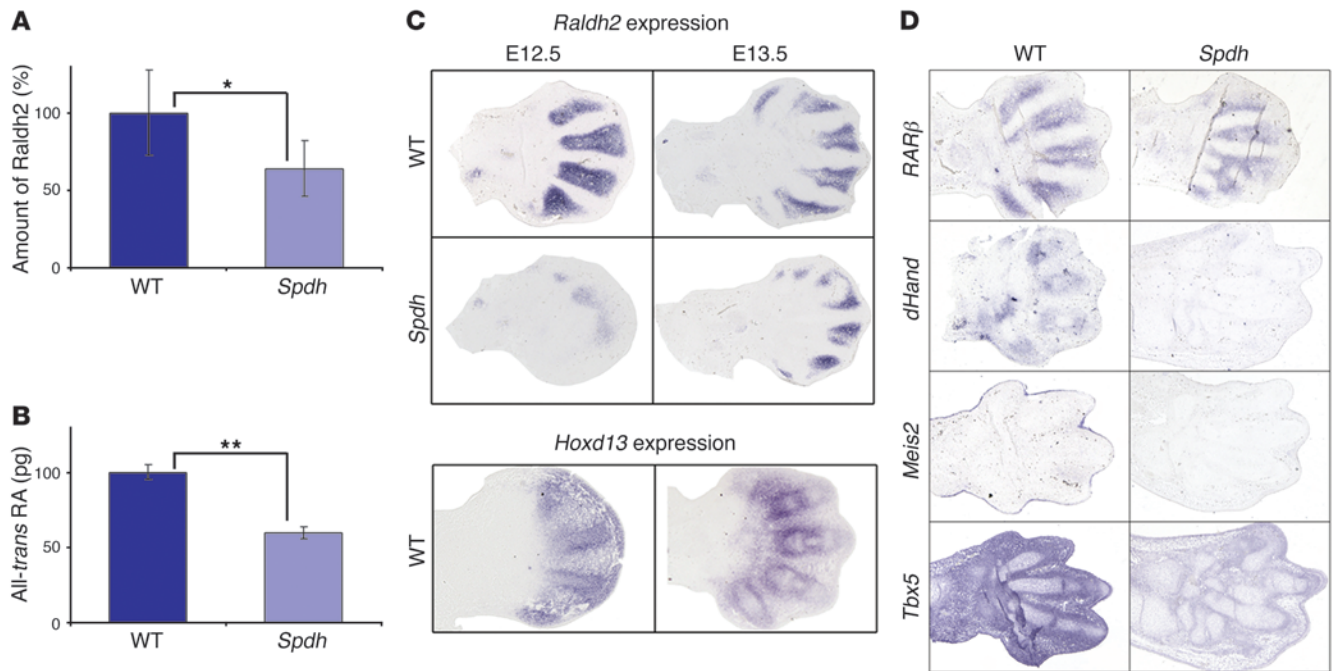 A
Amount of Raldh2 (%)
100
50
0
*
WT
Spdh
B
All-trans RA (pg)
100
50
0
**
WT
Spdh
C
Raldh2 expression
E12.5
E13.5
WT
Spdh
Hoxd13 expression
WT
D
WT
Spdh
RARβ
dHand
Meis2
Tbx5